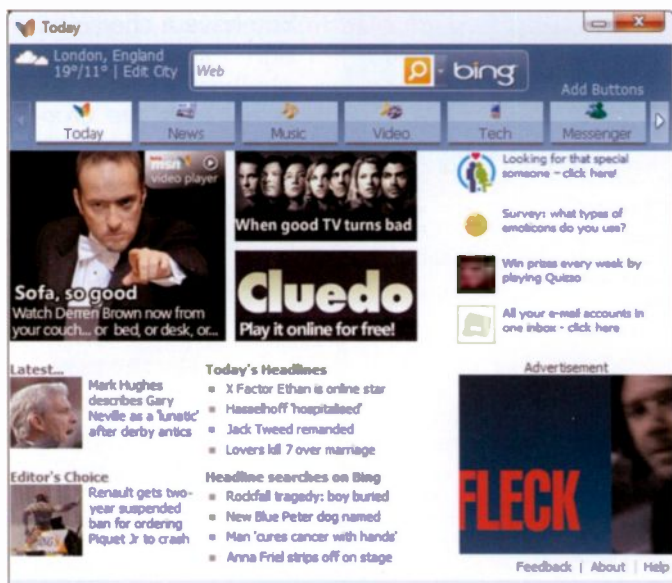 Today
London, England
19°/11° | Edit City
Web
bing
Add Buttons
Today
News
Music
Video
Tech
Messenger
msn
video player
Sofa, so good
Watch Derren Brown now from
your couch... or bed, or desk, or...
When good TV turns bad
Cluedo
Play it online for free!
Looking for that special
someone - click here!
Survey: what types of
emoticons do you use?
Win prizes every week by
playing Quizzo
All your e-mail accounts in
one inbox - click here
Latest...
Mark Hughes
describes Gary
Neville as a 'lunatic'
after derby antics
Editor's Choice
Renault gets two-
year suspended
ban for ordering
Piquet Jr to crash
Today's Headlines
X Factor Ethan is online star
Hasselhoff 'hospitalised'
Jack Tweed remanded
Lovers kill 7 over marriage
Headline searches on Bing
Rockfall tragedy: boy buried
New Blue Peter dog named
Man 'cures cancer with hands'
Anna Friel strips off on stage
Advertisement
FLECK
Feedback | About | Help